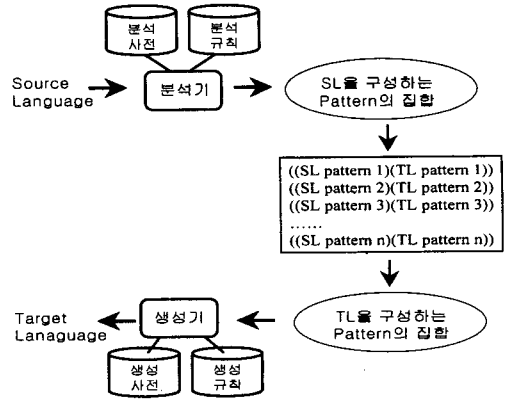 분석
사전
분석
규칙
Source
Language
분석기
SL을 구성하는
Pattern의 집합
((SL pattern 1)(TL pattern 1))
((SL pattern 2)(TL pattern 2))
((SL pattern 3)(TL pattern 3))
......
((SL pattern n)(TL pattern n))
TL을 구성하는
Pattern의 집합
생성기
Target
Lanaguage
생성
사전
생성
규칙